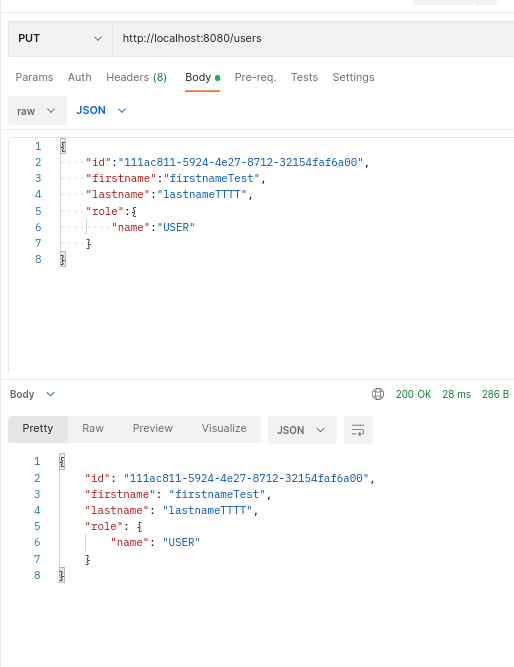 PUT http://localhost:8080/users
Params Auth Headers (8) Body Pre-req. Tests Settings
raw JSON
1 {
2 "id":"111ac811-5924-4e27-8712-32154faf6a00",
3 "firstname":"firstnameTest",
4 "lastname":"lastnameTTTT",
5 "role":{
6 "name":"USER"
7 }
8 }
Body 200 OK 28 ms 286 B
Pretty Raw Preview Visualize JSON
1 {
2 "id": "111ac811-5924-4e27-8712-32154faf6a00",
3 "firstname": "firstnameTest",
4 "lastname": "lastnameTTTT",
5 "role": {
6 "name": "USER"
7 }
8 }